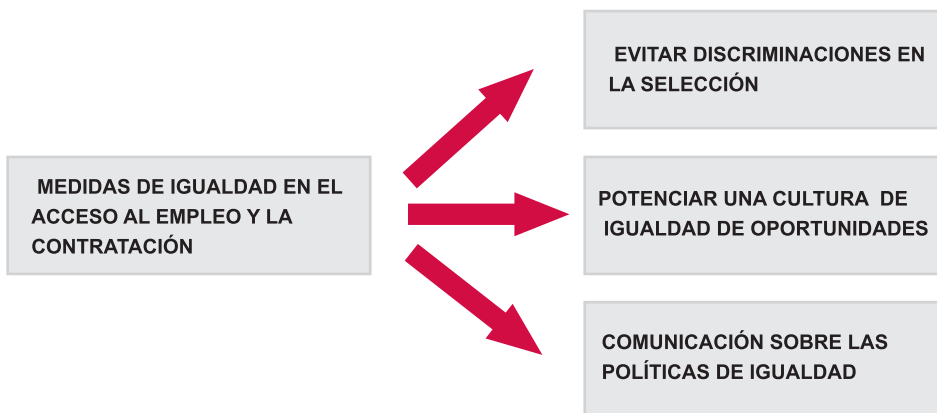 MEDIDAS DE IGUALDAD EN EL
ACCESO AL EMPLEO Y LA
CONTRATACIÓN
EVITAR DISCRIMINACIONES EN
LA SELECCIÓN
POTENCIAR UNA CULTURA DE
IGUALDAD DE OPORTUNIDADES
COMUNICACIÓN SOBRE LAS
POLÍTICAS DE IGUALDAD